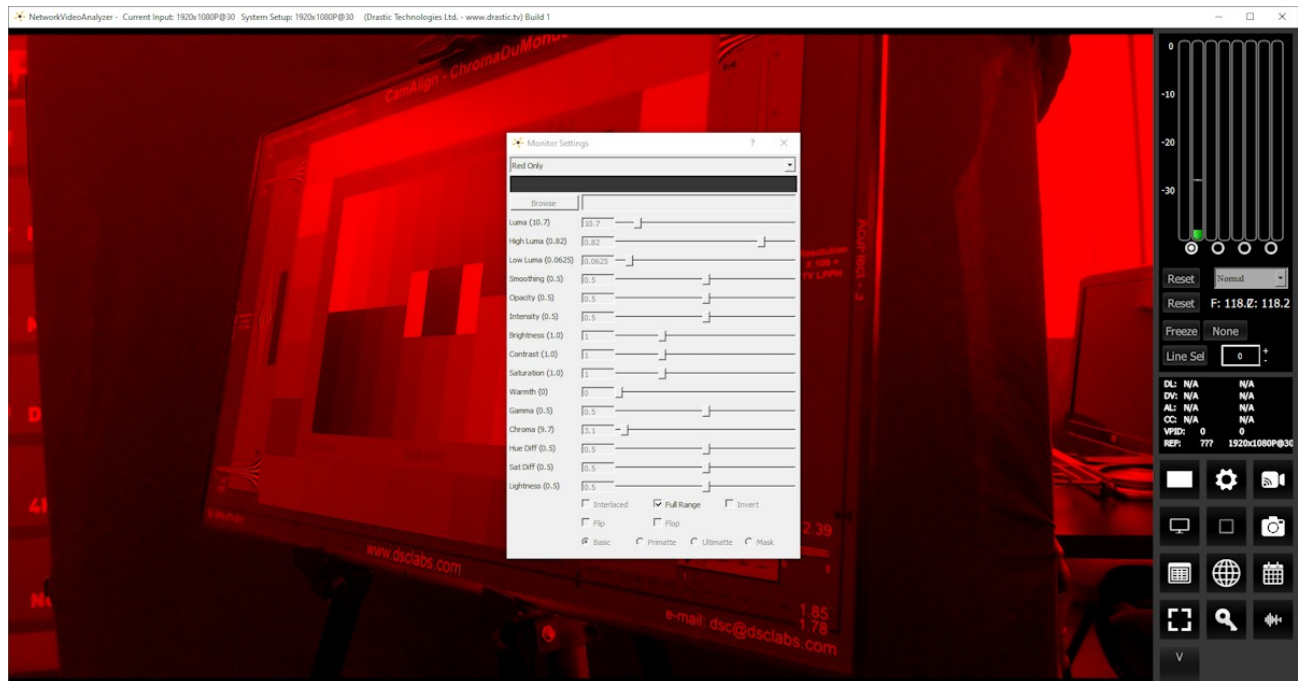 NetworkVideoAnalyzer - Current Input: 1920x1080P@30 System Setup: 1920x1080P@30 (Drastic Technologies Ltd. - www.drastic.tv) Build 1
CamAlign - ChromaDuMonde
Acutect - 3
Resolution
X 100 =
TV LPPH
2.39
1.85
1.78
www.dsclabs.com
e-mail: dsc@dsclabs.com
D
Monitor Settings
Red Only
Browse
Luma (10.7) 10.7
High Luma (0.82) 0.82
Low Luma (0.0625) 0.0625
Smoothing (0.5) 0.5
Opacity (0.5) 0.5
Intensity (0.5) 0.5
Brightness (1.0) 1
Contrast (1.0) 1
Saturation (1.0) 1
Warmth (0) 0
Gamma (0.5) 0.5
Chroma (9.7) 3.1
Hue Diff (0.5) 0.5
Sat Diff (0.5) 0.5
Lightness (0.5) 0.5
Interlaced Full Range Invert
Flip Flop
Basic Primatte Ultimatte Mask
0
-10
-20
-30
Reset Normal
Reset F: 118.2 Z: 118.2
Freeze None
Line Sel 0 + -
DL: N/A N/A
DV: N/A N/A
AL: N/A N/A
CC: N/A N/A
VPID: 0 0
REF: ??? 1920x1080P@30
V